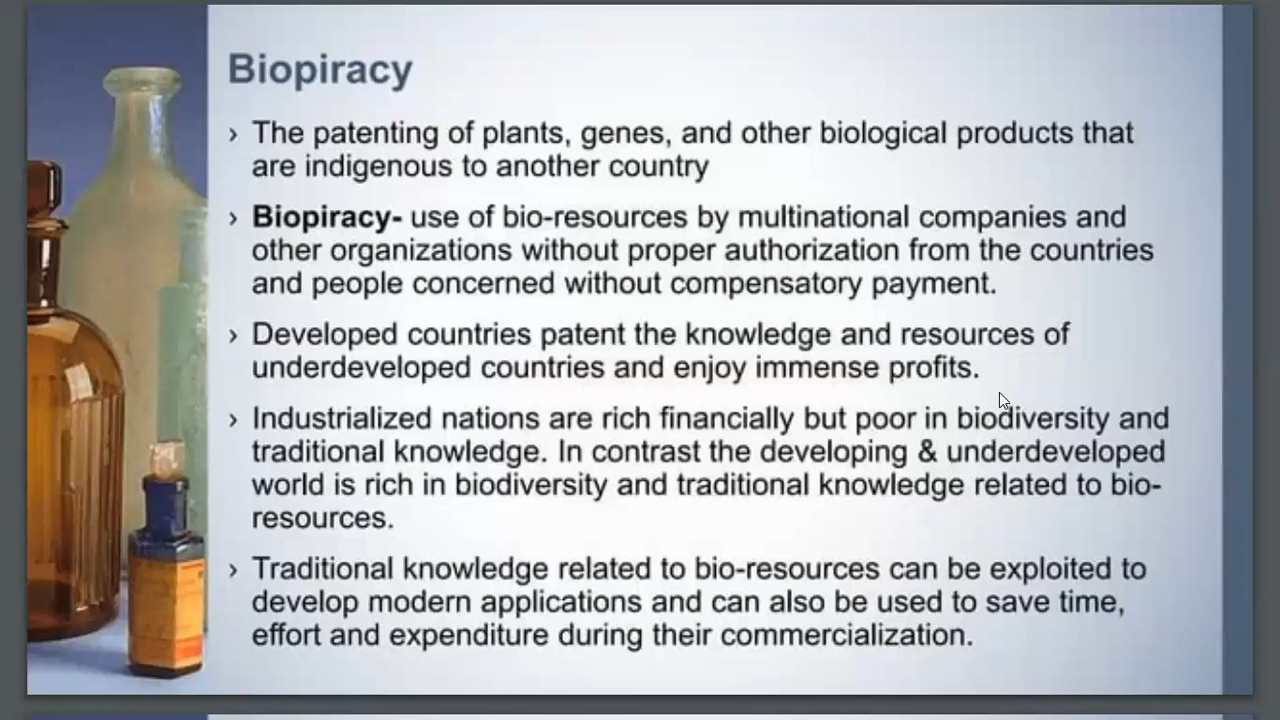 Biopiracy
› The patenting of plants, genes, and other biological products that
are indigenous to another country
› Biopiracy- use of bio-resources by multinational companies and
other organizations without proper authorization from the countries
and people concerned without compensatory payment.
› Developed countries patent the knowledge and resources of
underdeveloped countries and enjoy immense profits.
› Industrialized nations are rich financially but poor in biodiversity and
traditional knowledge. In contrast the developing & underdeveloped
world is rich in biodiversity and traditional knowledge related to bio-
resources.
› Traditional knowledge related to bio-resources can be exploited to
develop modern applications and can also be used to save time,
effort and expenditure during their commercialization.